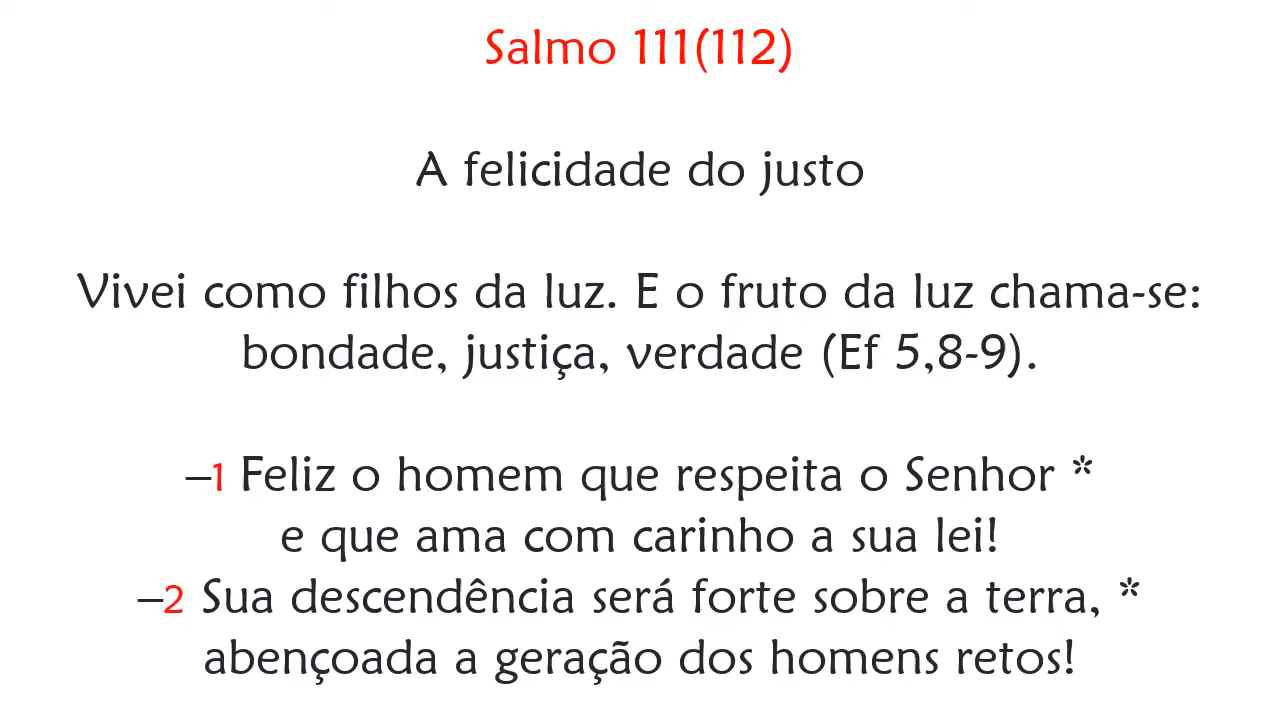 Salmo 111(112)
A felicidade do justo
Vivei como filhos da luz. E o fruto da luz chama-se:
bondade, justiça, verdade (Ef 5,8-9).
–1 Feliz o homem que respeita o Senhor *
e que ama com carinho a sua lei!
–2 Sua descendência será forte sobre a terra, *
abençoada a geração dos homens retos!